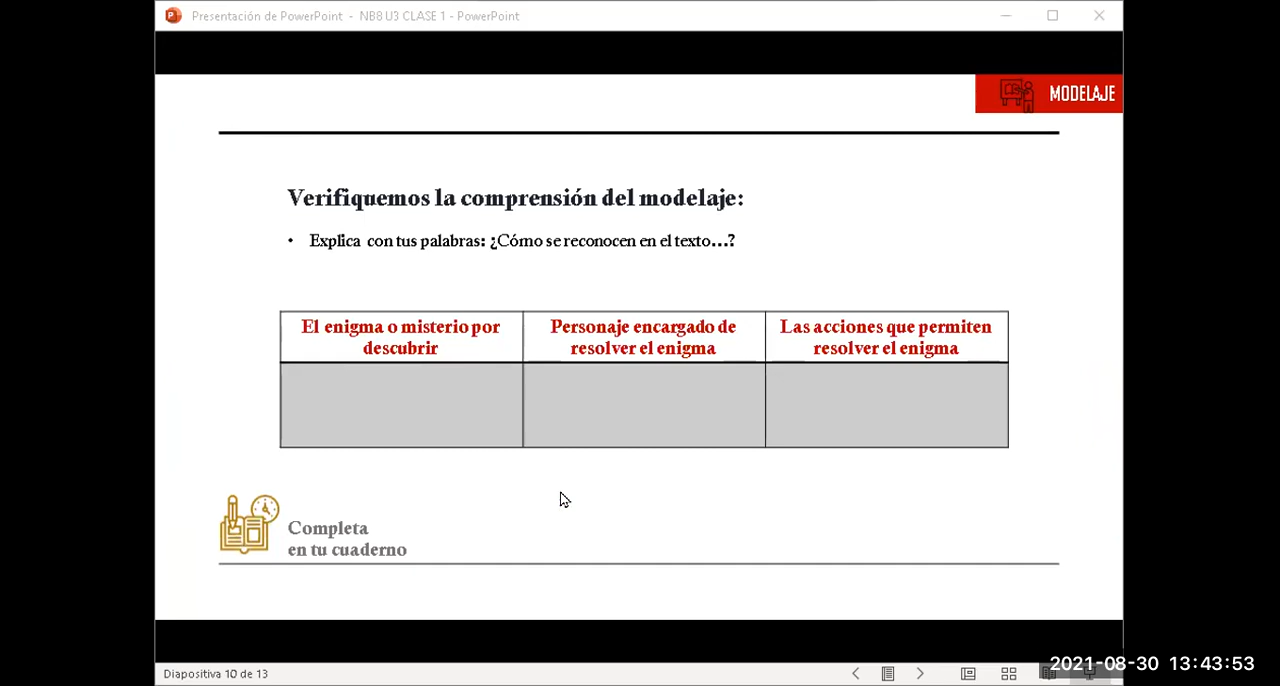 Presentación de PowerPoint - NB8 U3 CLASE 1 - PowerPoint
MODELAJE
Verifiquemos la comprensión del modelaje:
• Explica con tus palabras: ¿Cómo se reconocen en el texto...?
El enigma o misterio por
descubrir
Personaje encargado de
resolver el enigma
Las acciones que permiten
resolver el enigma
Completa
en tu cuaderno
Diapositiva 10 de 13
2021-08-30 13:43:53